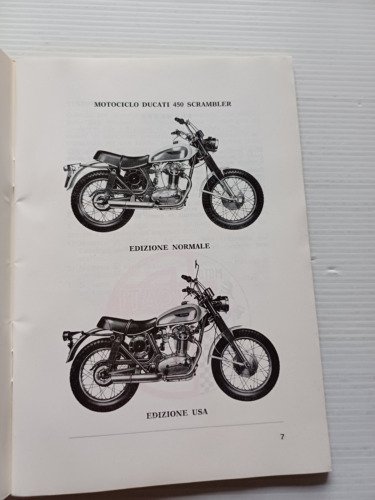 MOTOCICLO DUCATI 450 SCRAMBLER
EDIZIONE NORMALE
EDIZIONE USA
7